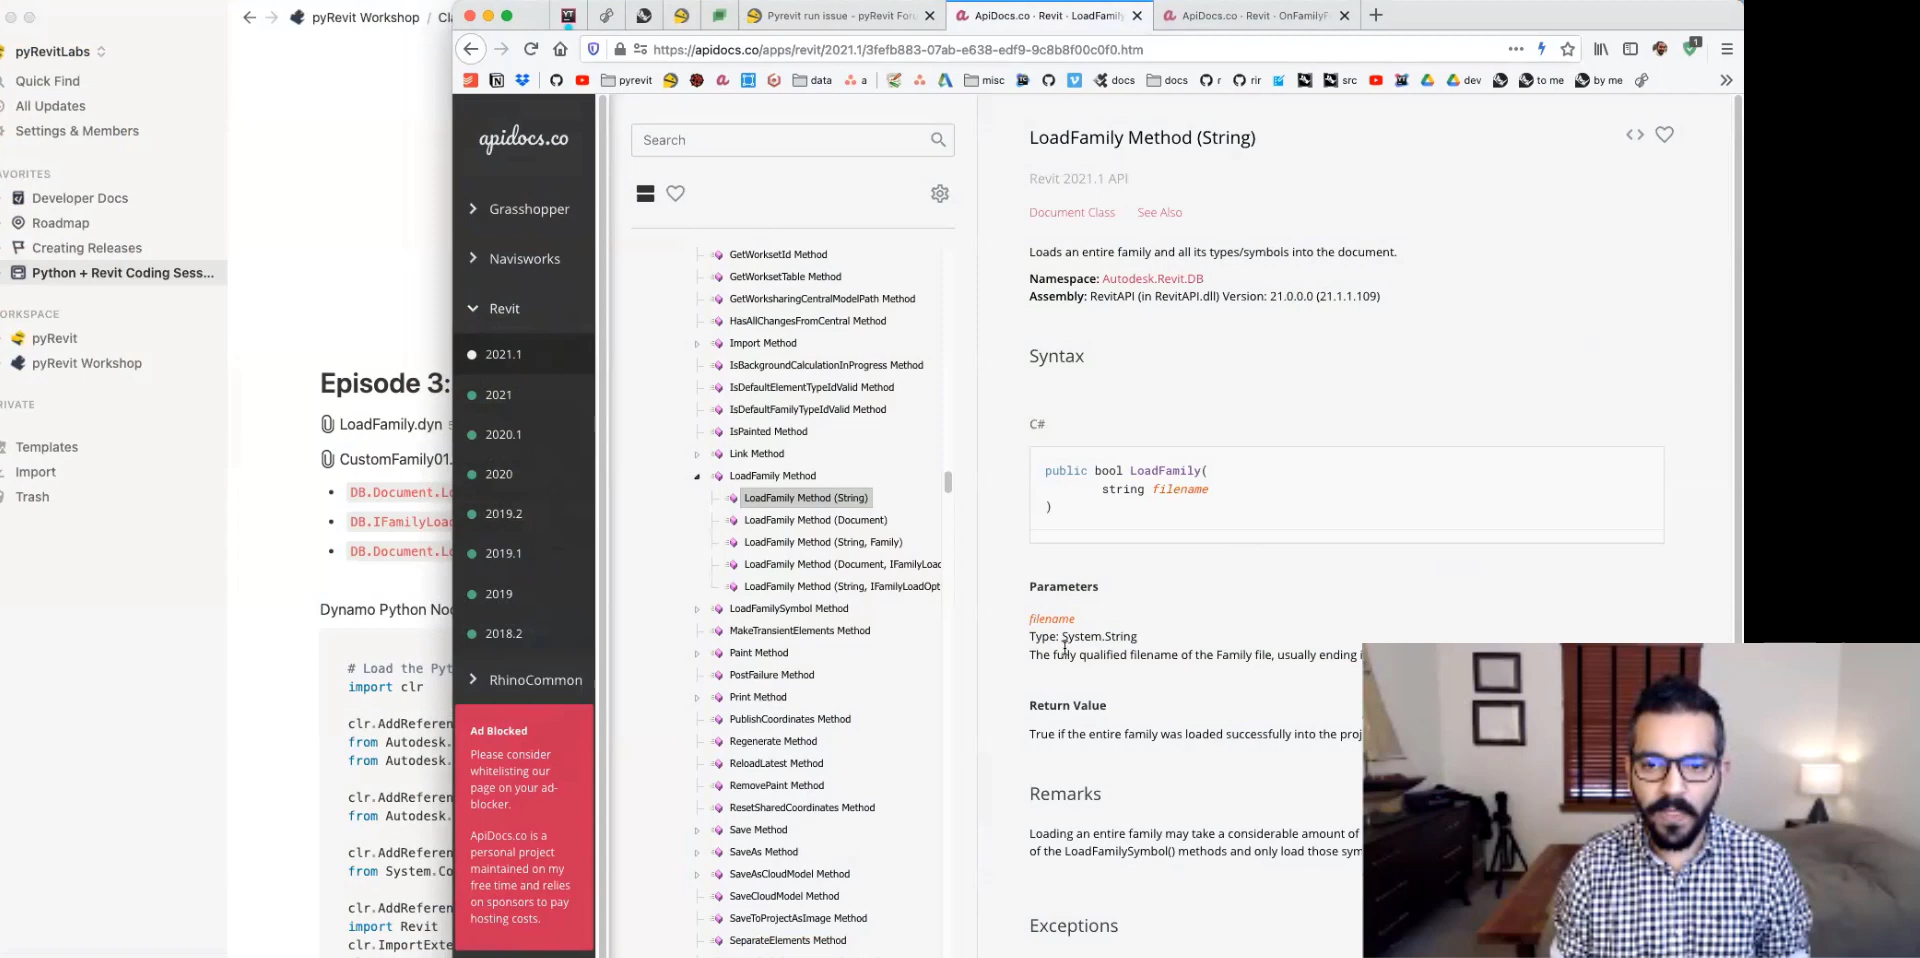 pyRevitLabs
Quick Find
All Updates
Settings & Members
AVORITES
Developer Docs
Roadmap
Creating Releases
Python + Revit Coding Sess...
ORKSPACE
pyRevit
pyRevit Workshop
RIVATE
Templates
Import
Trash
pyRevit Workshop / Cl
Episode 3:
LoadFamily.dyn
CustomFamily01.
DB.Document.Lo
DB.IFamilyLoa
DB.Document.Lo
Dynamo Python No
# Load the Pyt
import clr
clr.AddReferen
from Autodesk.
from Autodesk.
clr.AddReferen
from Autodesk.
clr.AddReferen
from System.Co
clr.AddReferen
import Revit
clr.ImportExte
Pyrevit run issue - pyRevit For
ApiDocs.co · Revit · LoadFamily
ApiDocs.co · Revit · OnFamilyF
https://apidocs.co/apps/revit/2021.1/3fefb883-07ab-e638-edf9-9c8b8f00c0f0.htm
1
pyrevit
data
a
misc
docs
docs
r
rir
src
dev
to me
by me
apidocs.co
Grasshopper
Navisworks
Revit
2021.1
2021
2020.1
2020
2019.2
2019.1
2019
2018.2
RhinoCommon
Ad Blocked
Please consider
whitelisting our
page on your ad-
blocker.
ApiDocs.co is a
personal project
maintained on my
free time and relies
on sponsors to pay
hosting costs.
Search
GetWorksetId Method
GetWorksetTable Method
GetWorksharingCentralModelPath Method
HasAllChangesFromCentral Method
Import Method
IsBackgroundCalculationInProgress Method
IsDefaultElementTypeIdValid Method
IsDefaultFamilyTypeIdValid Method
IsPainted Method
Link Method
LoadFamily Method
LoadFamily Method (String)
LoadFamily Method (Document)
LoadFamily Method (String, Family)
LoadFamily Method (Document, IFamilyLoad
LoadFamily Method (String, IFamilyLoadOpt
LoadFamilySymbol Method
MakeTransientElements Method
Paint Method
PostFailure Method
Print Method
PublishCoordinates Method
Regenerate Method
ReloadLatest Method
RemovePaint Method
ResetSharedCoordinates Method
Save Method
SaveAs Method
SaveAsCloudModel Method
SaveCloudModel Method
SaveToProjectAsImage Method
SeparateElements Method
LoadFamily Method (String)
Revit 2021.1 API
Document Class See Also
Loads an entire family and all its types/symbols into the document.
Namespace: Autodesk.Revit.DB
Assembly: RevitAPI (in RevitAPI.dll) Version: 21.0.0.0 (21.1.1.109)
Syntax
C#
public bool LoadFamily(
string filename
)
Parameters
filename
Type: System.String
The fully qualified filename of the Family file, usually ending i
Return Value
True if the entire family was loaded successfully into the proj
Remarks
Loading an entire family may take a considerable amount of
of the LoadFamilySymbol() methods and only load those sym
Exceptions